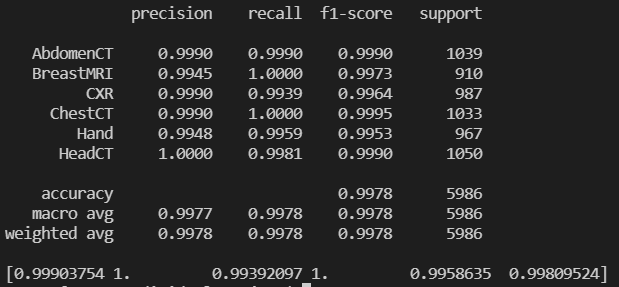 precision recall f1-score support
AbdomenCT 0.9990 0.9990 0.9990 1039
BreastMRI 0.9945 1.0000 0.9973 910
CXR 0.9990 0.9939 0.9964 987
ChestCT 0.9990 1.0000 0.9995 1033
Hand 0.9948 0.9959 0.9953 967
HeadCT 1.0000 0.9981 0.9990 1050
accuracy 0.9978 5986
macro avg 0.9977 0.9978 0.9978 5986
weighted avg 0.9978 0.9978 0.9978 5986
[0.99903754 1. 0.99392097 1. 0.9958635 0.99809524]